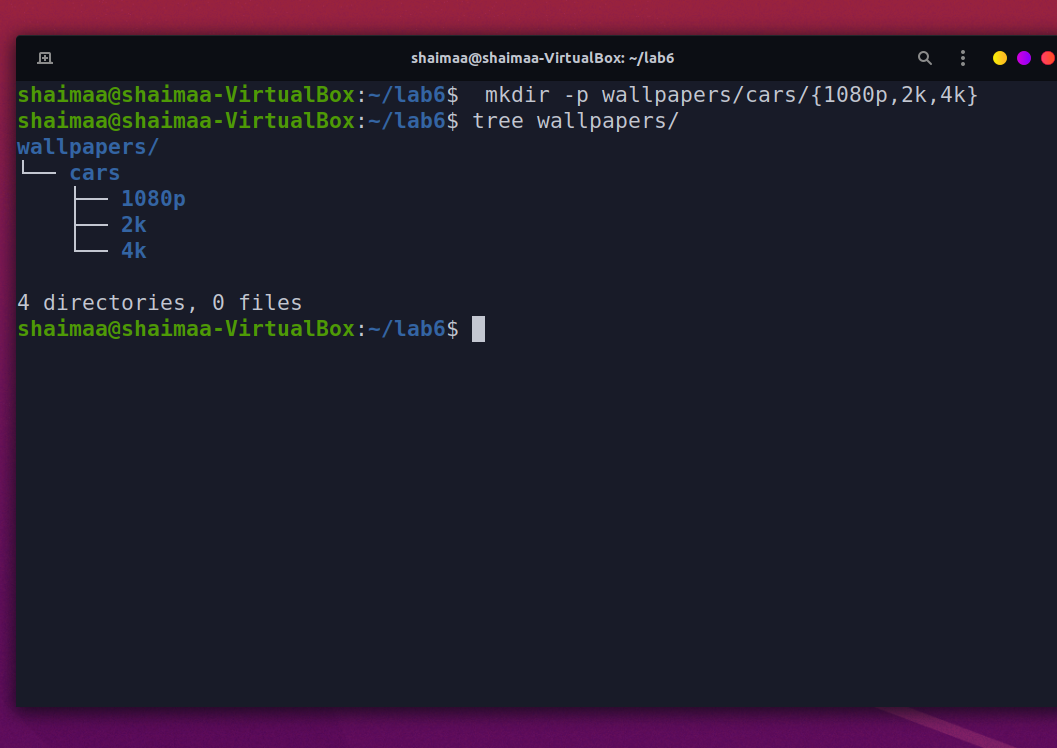 shaimaa@shaimaa-VirtualBox: ~/lab6
shaimaa@shaimaa-VirtualBox:~/lab6$  mkdir -p wallpapers/cars/{1080p,2k,4k}
shaimaa@shaimaa-VirtualBox:~/lab6$ tree wallpapers/
wallpapers/
└── cars
    ├── 1080p
    ├── 2k
    └── 4k
4 directories, 0 files
shaimaa@shaimaa-VirtualBox:~/lab6$